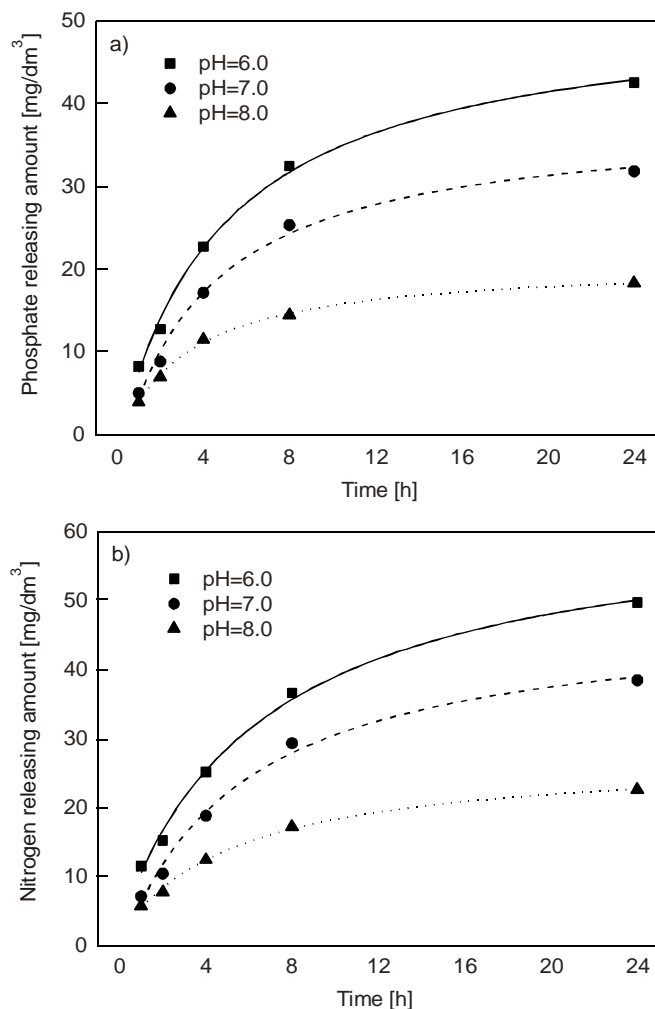 a)
pH=6.0
pH=7.0
pH=8.0
50
40
30
20
10
0
Phosphate releasing amount [mg/dm³]
0 4 8 12 16 20 24
Time [h]
b)
pH=6.0
pH=7.0
pH=8.0
60
50
40
30
20
10
0
Nitrogen releasing amount [mg/dm³]
0 4 8 12 16 20 24
Time [h]